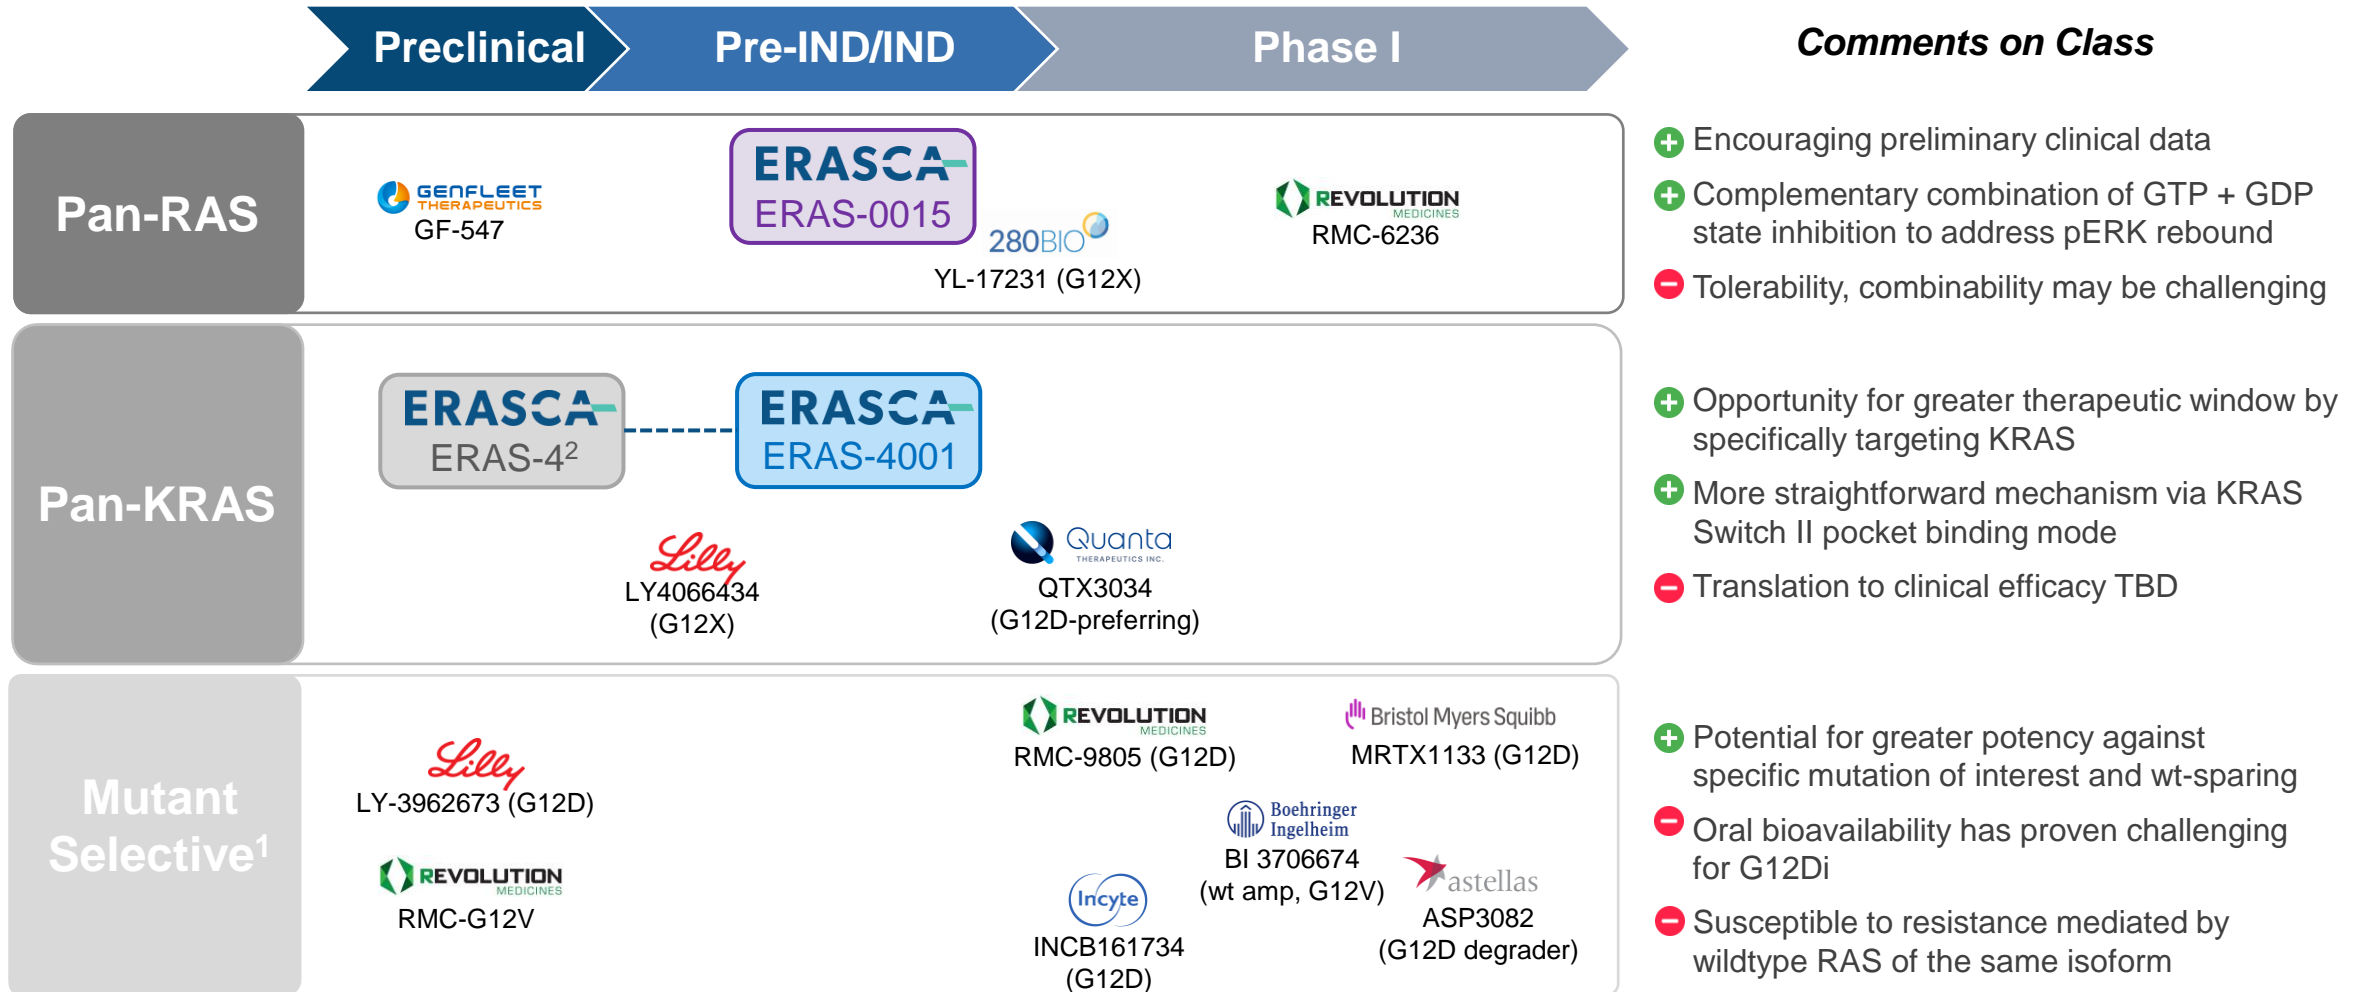 Preclinical
Pre-IND/IND
Phase I
Comments on Class
Pan-RAS
GENFLEET
THERAPEUTICS
GF-547
ERASCA
ERAS-0015
280BIO
YL-17231 (G12X)
REVOLUTION
MEDICINES
RMC-6236
Encouraging preliminary clinical data
Complementary combination of GTP + GDP
state inhibition to address pERK rebound
Tolerability, combinability may be challenging
Pan-KRAS
ERASCA
ERAS-4²
ERASCA
ERAS-4001
Lilly
LY4066434
(G12X)
Quanta
THERAPEUTICS INC.
QTX3034
(G12D-preferring)
Opportunity for greater therapeutic window by
specifically targeting KRAS
More straightforward mechanism via KRAS
Switch II pocket binding mode
Translation to clinical efficacy TBD
Mutant
Selective¹
Lilly
LY-3962673 (G12D)
REVOLUTION
MEDICINES
RMC-G12V
REVOLUTION
MEDICINES
RMC-9805 (G12D)
Bristol Myers Squibb
MRTX1133 (G12D)
Boehringer
Ingelheim
BI 3706674
(wt amp, G12V)
Incyte
INCB161734
(G12D)
astellas
ASP3082
(G12D degrader)
Potential for greater potency against
specific mutation of interest and wt-sparing
Oral bioavailability has proven challenging
for G12Di
Susceptible to resistance mediated by
wildtype RAS of the same isoform